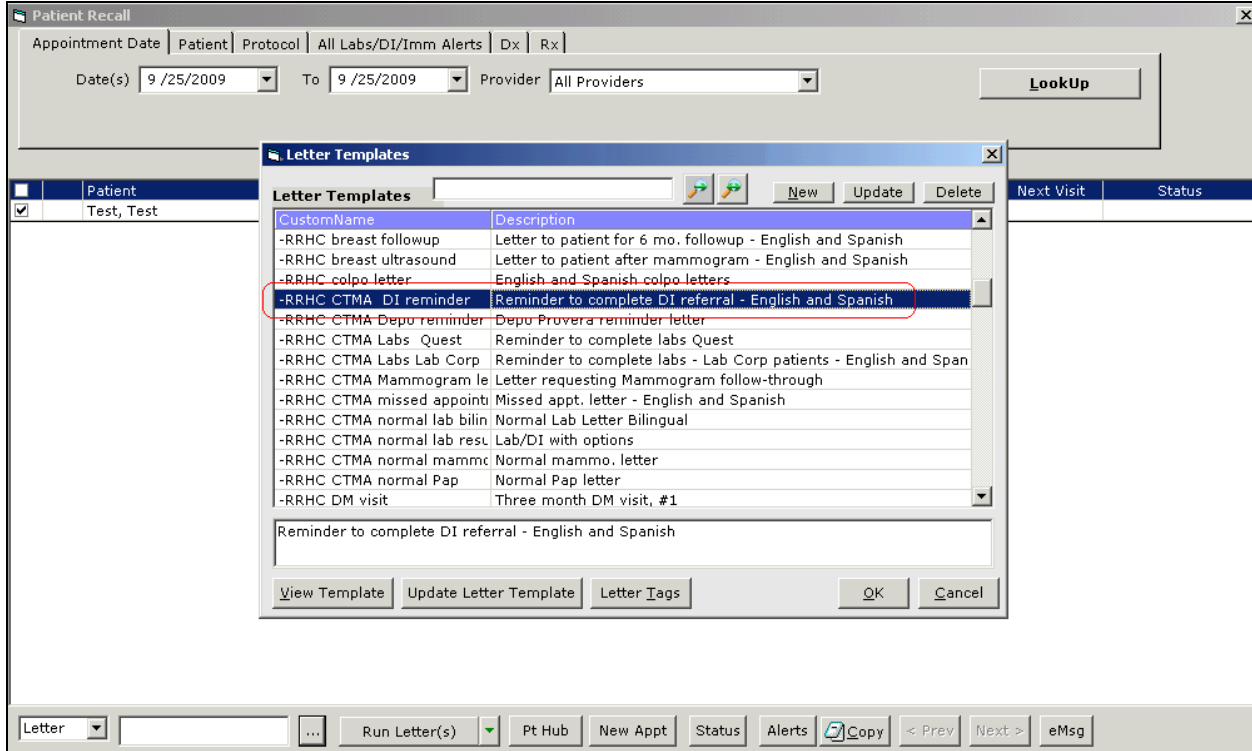 Patient Recall
Appointment Date Patient Protocol All Labs/DI/Imm Alerts Dx Rx
Date(s) 9 /25/2009 To 9 /25/2009 Provider All Providers LookUp
Letter Templates
Letter Templates New Update Delete
Patient Next Visit Status
Test, Test
CustomName Description
-RRHC breast followup Letter to patient for 6 mo. followup - English and Spanish
-RRHC breast ultrasound Letter to patient after mammogram - English and Spanish
-RRHC colpo letter English and Spanish colpo letters
-RRHC CTMA DI reminder Reminder to complete DI referral - English and Spanish
-RRHC CTMA Depo reminder Depo Provera reminder letter
-RRHC CTMA Labs Quest Reminder to complete labs Quest
-RRHC CTMA Labs Lab Corp Reminder to complete labs - Lab Corp patients - English and Span
-RRHC CTMA Mammogram le Letter requesting Mammogram follow-through
-RRHC CTMA missed appoint Missed appt. letter - English and Spanish
-RRHC CTMA normal lab bilin Normal Lab Letter Bilingual
-RRHC CTMA normal lab resu Lab/DI with options
-RRHC CTMA normal mammo Normal mammo. letter
-RRHC CTMA normal Pap Normal Pap letter
-RRHC DM visit Three month DM visit, #1
Reminder to complete DI referral - English and Spanish
View Template Update Letter Template Letter Tags OK Cancel
Letter ... Run Letter(s) Pt Hub New Appt Status Alerts Copy < Prev Next > eMsg